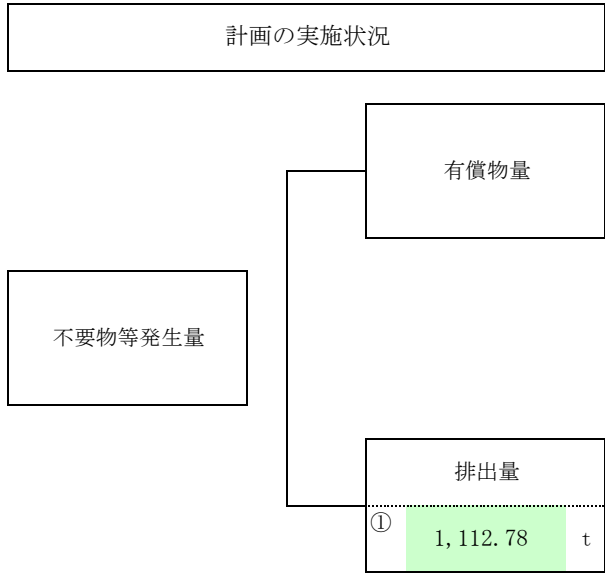 計画の実施状況
有償物量
不要物等発生量
排出量
① 1,112.78 t